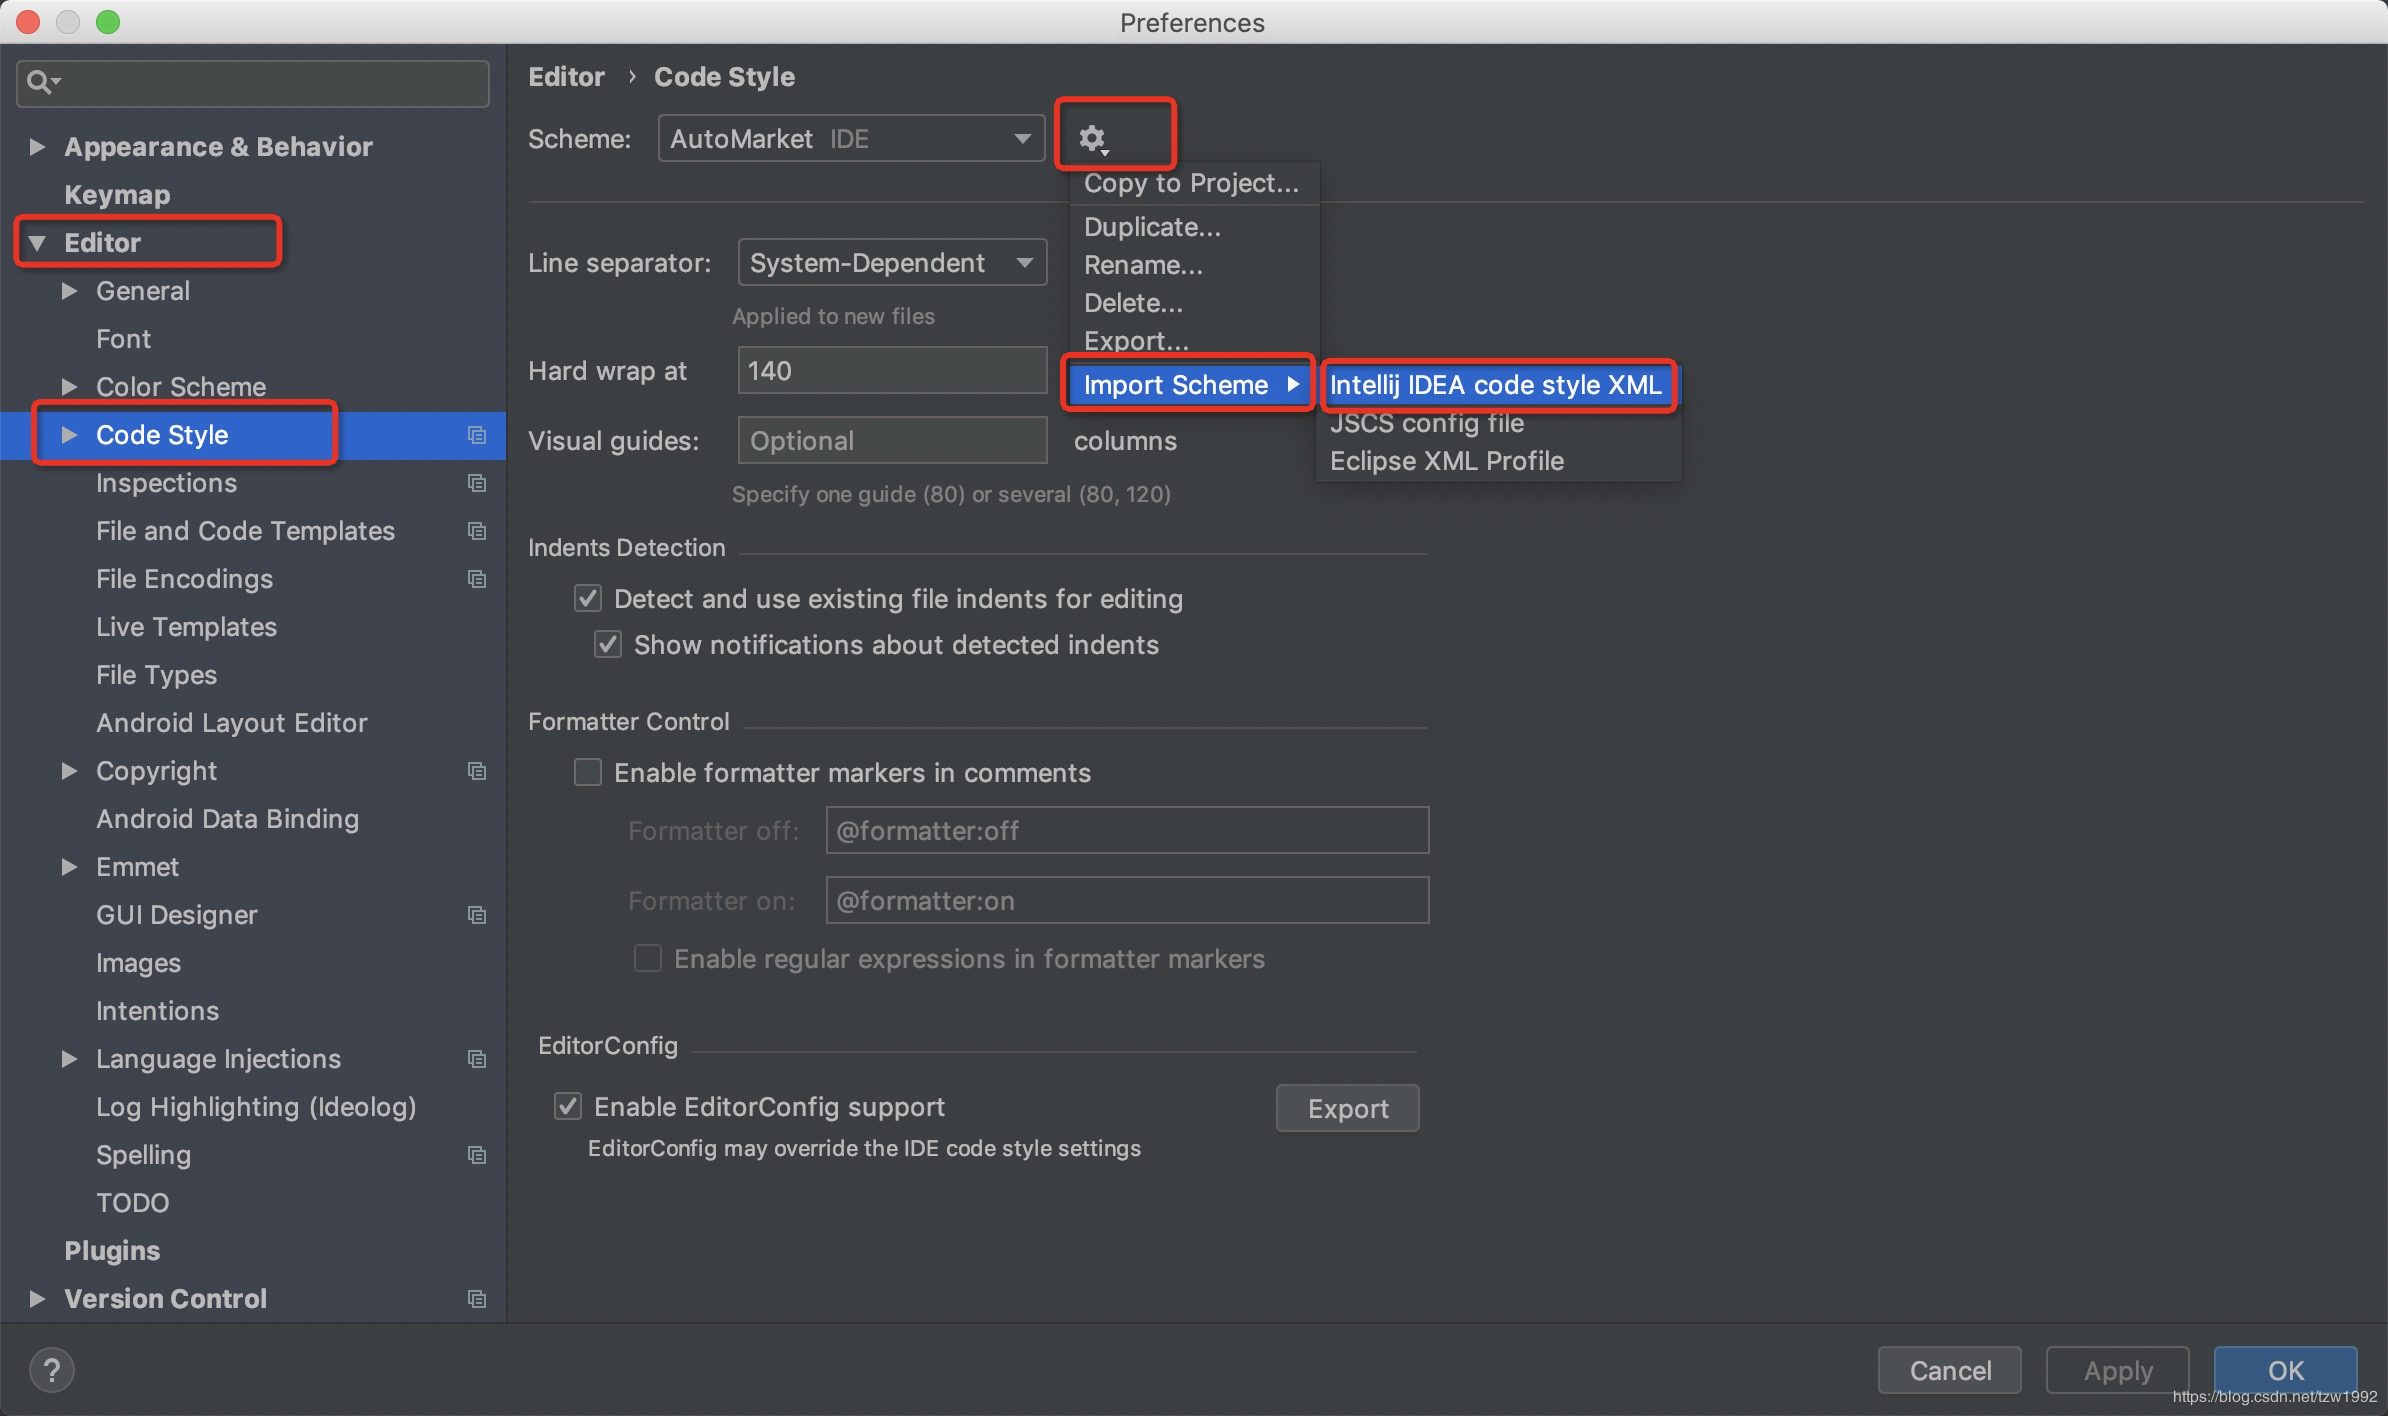 Preferences
Appearance & Behavior
Keymap
Editor
General
Font
Color Scheme
Code Style
Inspections
File and Code Templates
File Encodings
Live Templates
File Types
Android Layout Editor
Copyright
Android Data Binding
Emmet
GUI Designer
Images
Intentions
Language Injections
Log Highlighting (Ideolog)
Spelling
TODO
Plugins
Version Control
Editor › Code Style
Scheme: AutoMarket IDE
Copy to Project...
Duplicate...
Rename...
Delete...
Export...
Import Scheme
Intellij IDEA code style XML
JSCS config file
Eclipse XML Profile
Line separator: System-Dependent
Applied to new files
Hard wrap at 140
Visual guides: Optional columns
Specify one guide (80) or several (80, 120)
Indents Detection
Detect and use existing file indents for editing
Show notifications about detected indents
Formatter Control
Enable formatter markers in comments
Formatter off: @formatter:off
Formatter on: @formatter:on
Enable regular expressions in formatter markers
EditorConfig
Enable EditorConfig support Export
EditorConfig may override the IDE code style settings
? Cancel Apply OK
https://blog.csdn.net/tzw1992